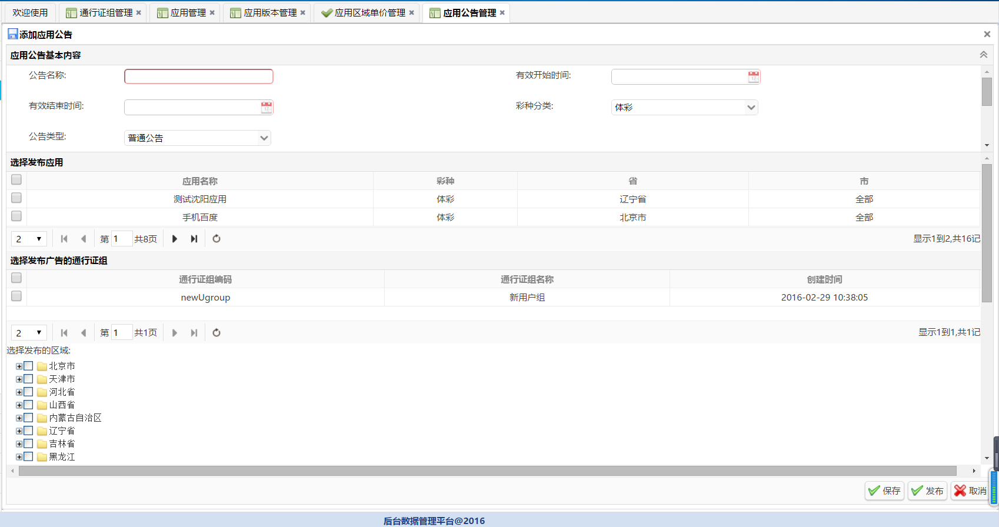 欢迎使用 通行证组管理 应用管理 应用版本管理 应用区域单价管理 应用公告管理
添加应用公告
应用公告基本内容
公告名称: 有效开始时间:
有效结束时间: 彩种分类: 体彩
公告类型: 普通公告
选择发布应用
应用名称 彩种 省 市
测试沈阳应用 体彩 辽宁省 全部
手机百度 体彩 北京市 全部
2 第 1 共8页 显示1到2,共16记
选择发布广告的通行证组
通行证组编码 通行证组名称 创建时间
newUgroup 新用户组 2016-02-29 10:38:05
2 第 1 共1页 显示1到1,共1记
选择发布的区域:
北京市
天津市
河北省
山西省
内蒙古自治区
辽宁省
吉林省
黑龙江
保存 发布 取消
后台数据管理平台@2016